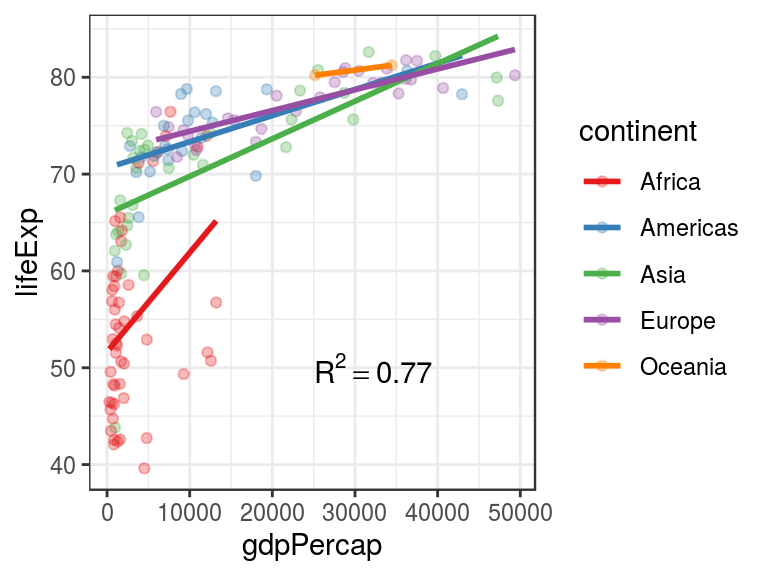 80
70
60
50
40
lifeExp
R² = 0.77
0 10000 20000 30000 40000 50000
gdpPercap
continent
Africa
Americas
Asia
Europe
Oceania